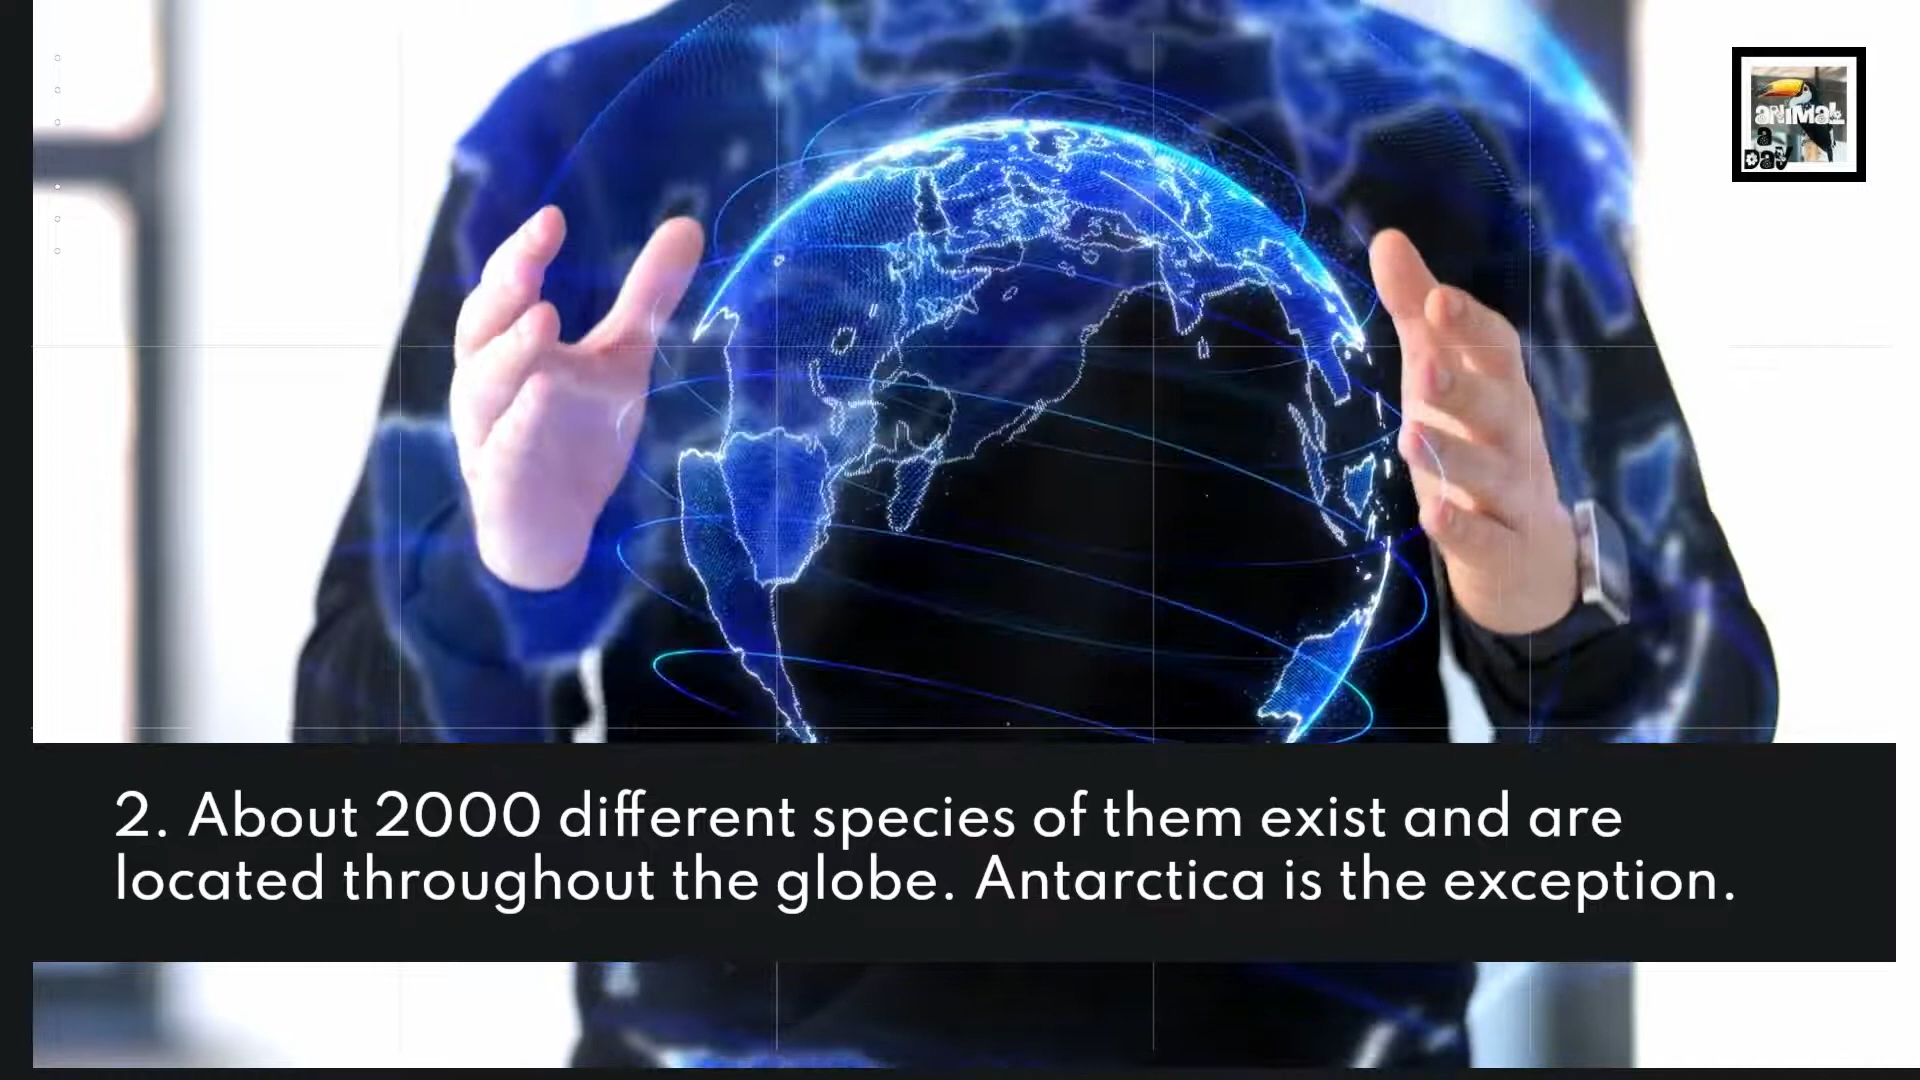 animal
a
Day
2. About 2000 different species of them exist and are
located throughout the globe. Antarctica is the exception.